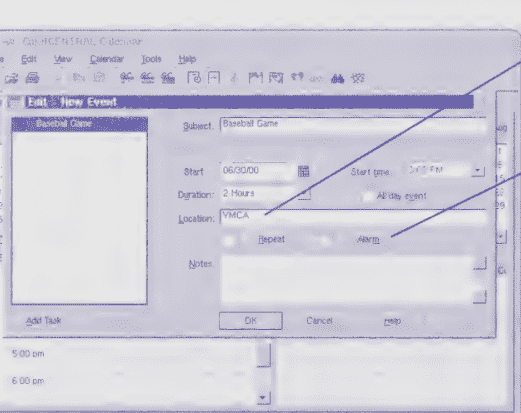 Edit View Calendar Tools Help
Edit New Event
Baseball Game
Subject: Baseball Game
Start 06/30/00 Start time PM
Duration: 2 Hours All day event
Location: YMCA
Repeat Alarm
Notes:
Add Task OK Cancel Help
5:00 pm
6:00 pm